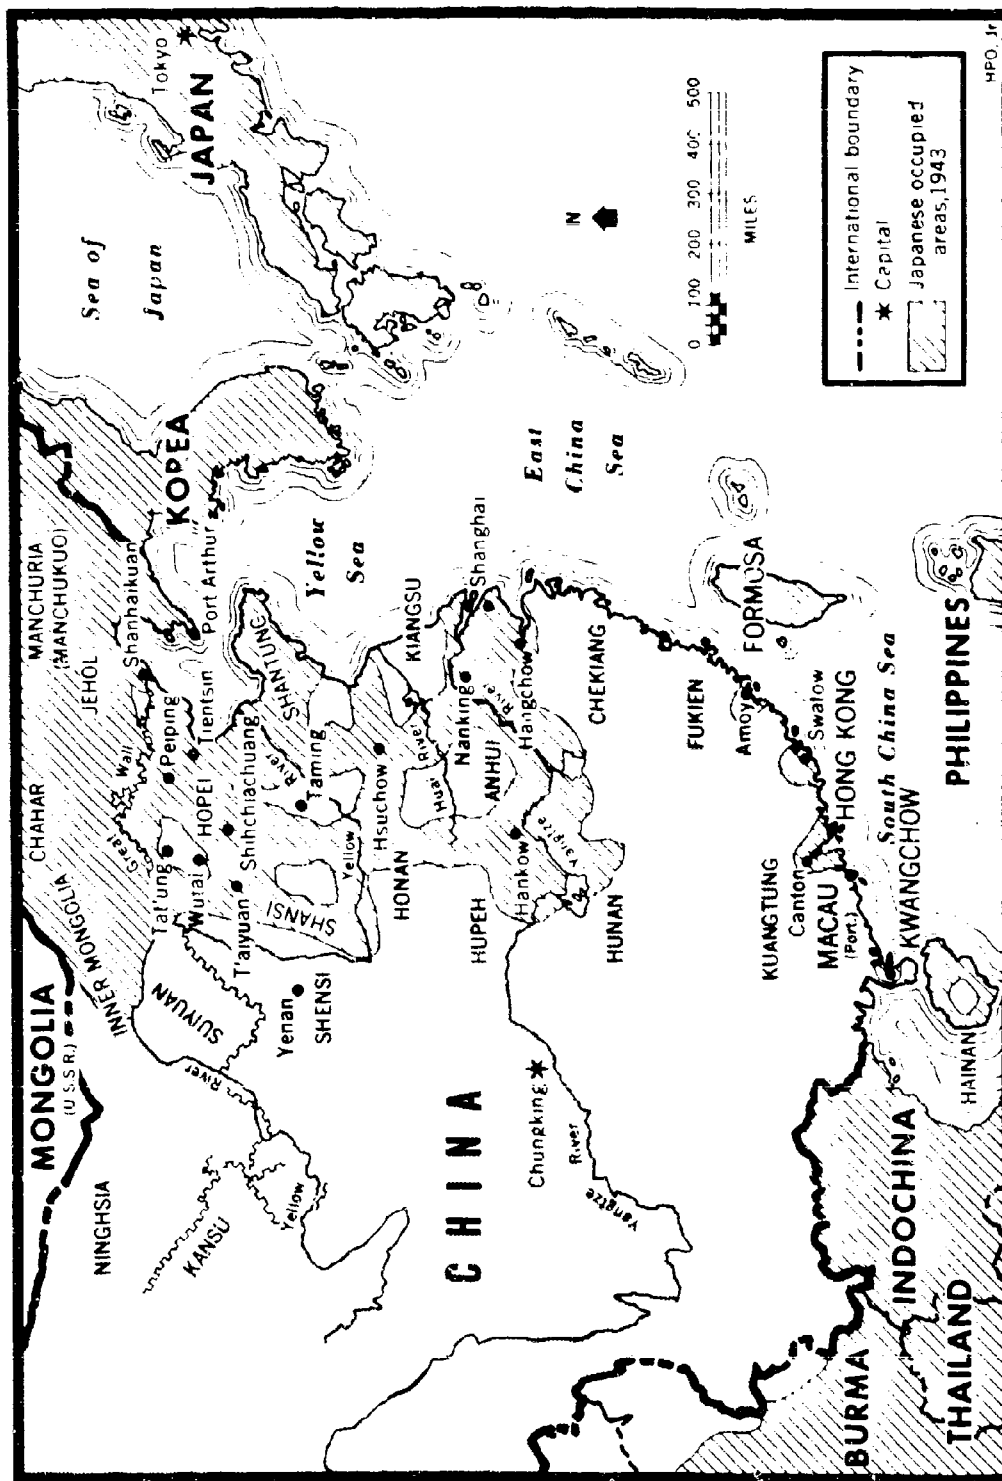 MONGOLIA
(U.S.S.R.)
INNER MONGOLIA
CHAHAR
JEHOL
MANCHURIA
(MANCHUKUO)
Sea of
Japan
Tokyo
JAPAN
NINGHSIA
KANSU
Yellow
River
SUIYUAN
Great
Wall
Tat'ung
Wutai
Peiping
HOPEI
Tientsin
Shanhaikuan
Port Arthur
KOPEA
T'aiyuan
Shihchiachuang
SHANTUNG
River
Taming
Yenan
SHENSI
SHANSI
Yellow
Yellow
Sea
Hsuchow
HONAN
Huai
River
KIANGSU
CHINA
HUPEH
ANHUI
Nanking
Shanghai
Hankow
Yangtze
River
Hangchow
East
China
Sea
Chungking
River
Yangtze
HUNAN
CHEKIANG
FUKIEN
Amoy
FORMOSA
KUANGTUNG
Canton
Swatow
MACAU
(Port.)
HONG KONG
South China Sea
KWANGCHOW
HAINAN
PHILIPPINES
BURMA
INDOCHINA
THAILAND
N
0 100 200 300 400 500
MILES
International boundary
Capital
Japanese occupied
areas, 1943
HPO, Jr